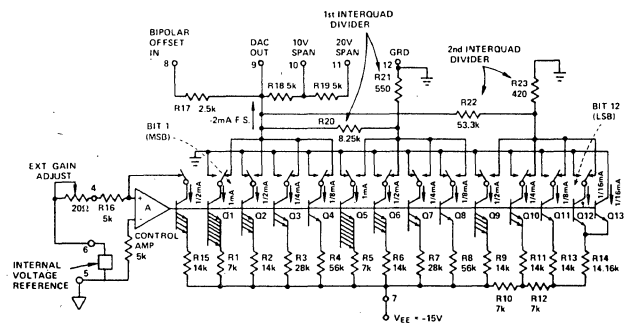 1st INTERQUAD
DIVIDER
BIPOLAR
OFFSET
IN
8
DAC
OUT
9
10V
SPAN
10
20V
SPAN
11
GRD
12
2nd INTERQUAD
DIVIDER
R18 5k
R19 5k
R17 2.5k
-2mA F.S.
R21
550
R23
420
R22
53.3k
R20
8.25k
BIT 1
(MSB)
BIT 12
(LSB)
EXT GAIN
ADJUST
20Ω
4
R16
5k
A
CONTROL
AMP
5k
6
INTERNAL
VOLTAGE
REFERENCE
5
1/2mA
1mA
1/2mA
1/4mA
1/8mA
1mA
1/2mA
1/4mA
1/8mA
1/2mA
1/4mA
1/8mA
1/16mA
1/16mA
Q1
Q2
Q3
Q4
Q5
Q6
Q7
Q8
Q9
Q10
Q11
Q12
Q13
R15
14k
R1
7k
R2
14k
R3
28k
R4
56k
R5
7k
R6
14k
R7
28k
R8
56k
R9
14k
R11
14k
R13
14k
R14
14.16k
R10
7k
R12
7k
7
VEE = -15V